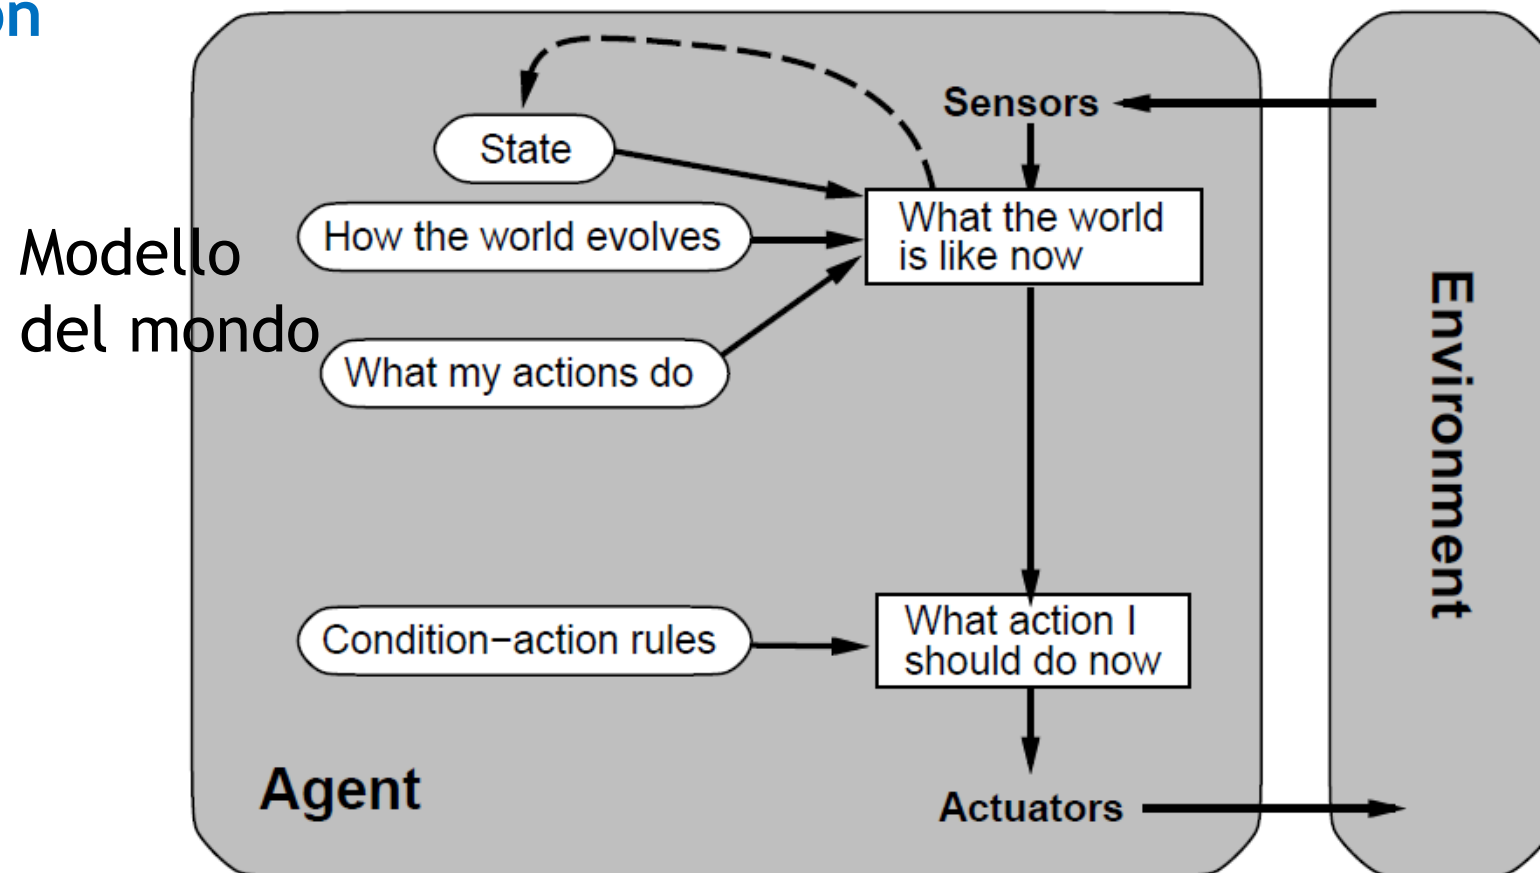 on
Sensors
State
What the world
is like now
How the world evolves
Modello
del mondo
What my actions do
Environment
Condition−action rules
What action I
should do now
Agent
Actuators